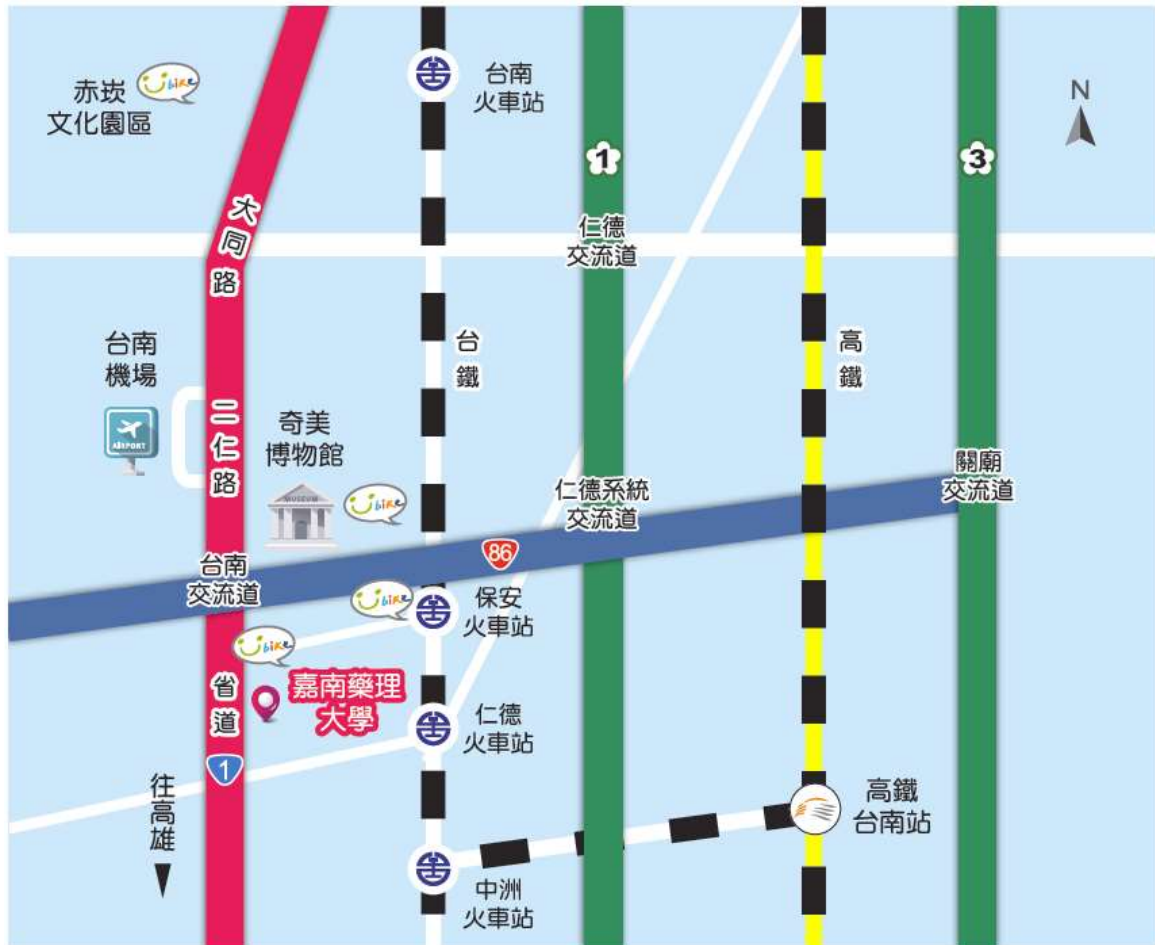 赤崁
文化園區
Ubike
台南
火車站
N
1
3
大同路
仁德
交流道
台鐵
高鐵
台南
機場
AIRPORT
二仁路
奇美
博物館
MUSEUM
Ubike
仁德系統
交流道
關廟
交流道
86
台南
交流道
Ubike
保安
火車站
Ubike
省道
嘉南藥理
大學
仁德
火車站
1
往高雄
高鐵
台南站
中洲
火車站